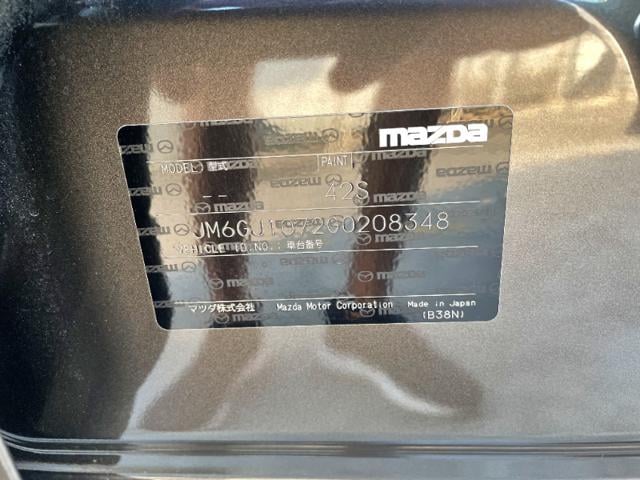 mazda
MODEL:型式 PAINT
-- 42S
JM6GJ1072G0208348
VEHICLE ID.NO.:車台番号
マツダ株式会社 Mazda Motor Corporation Made in Japan
(B38N)